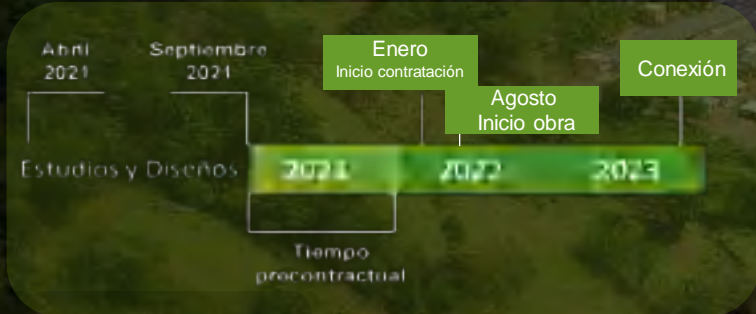 Abril
2021
Septiembre
2021
Enero
Inicio contratación
Agosto
Inicio obra
Conexión
Estudios y Diseños
2021
2022
2023
Tiempo
precontractual